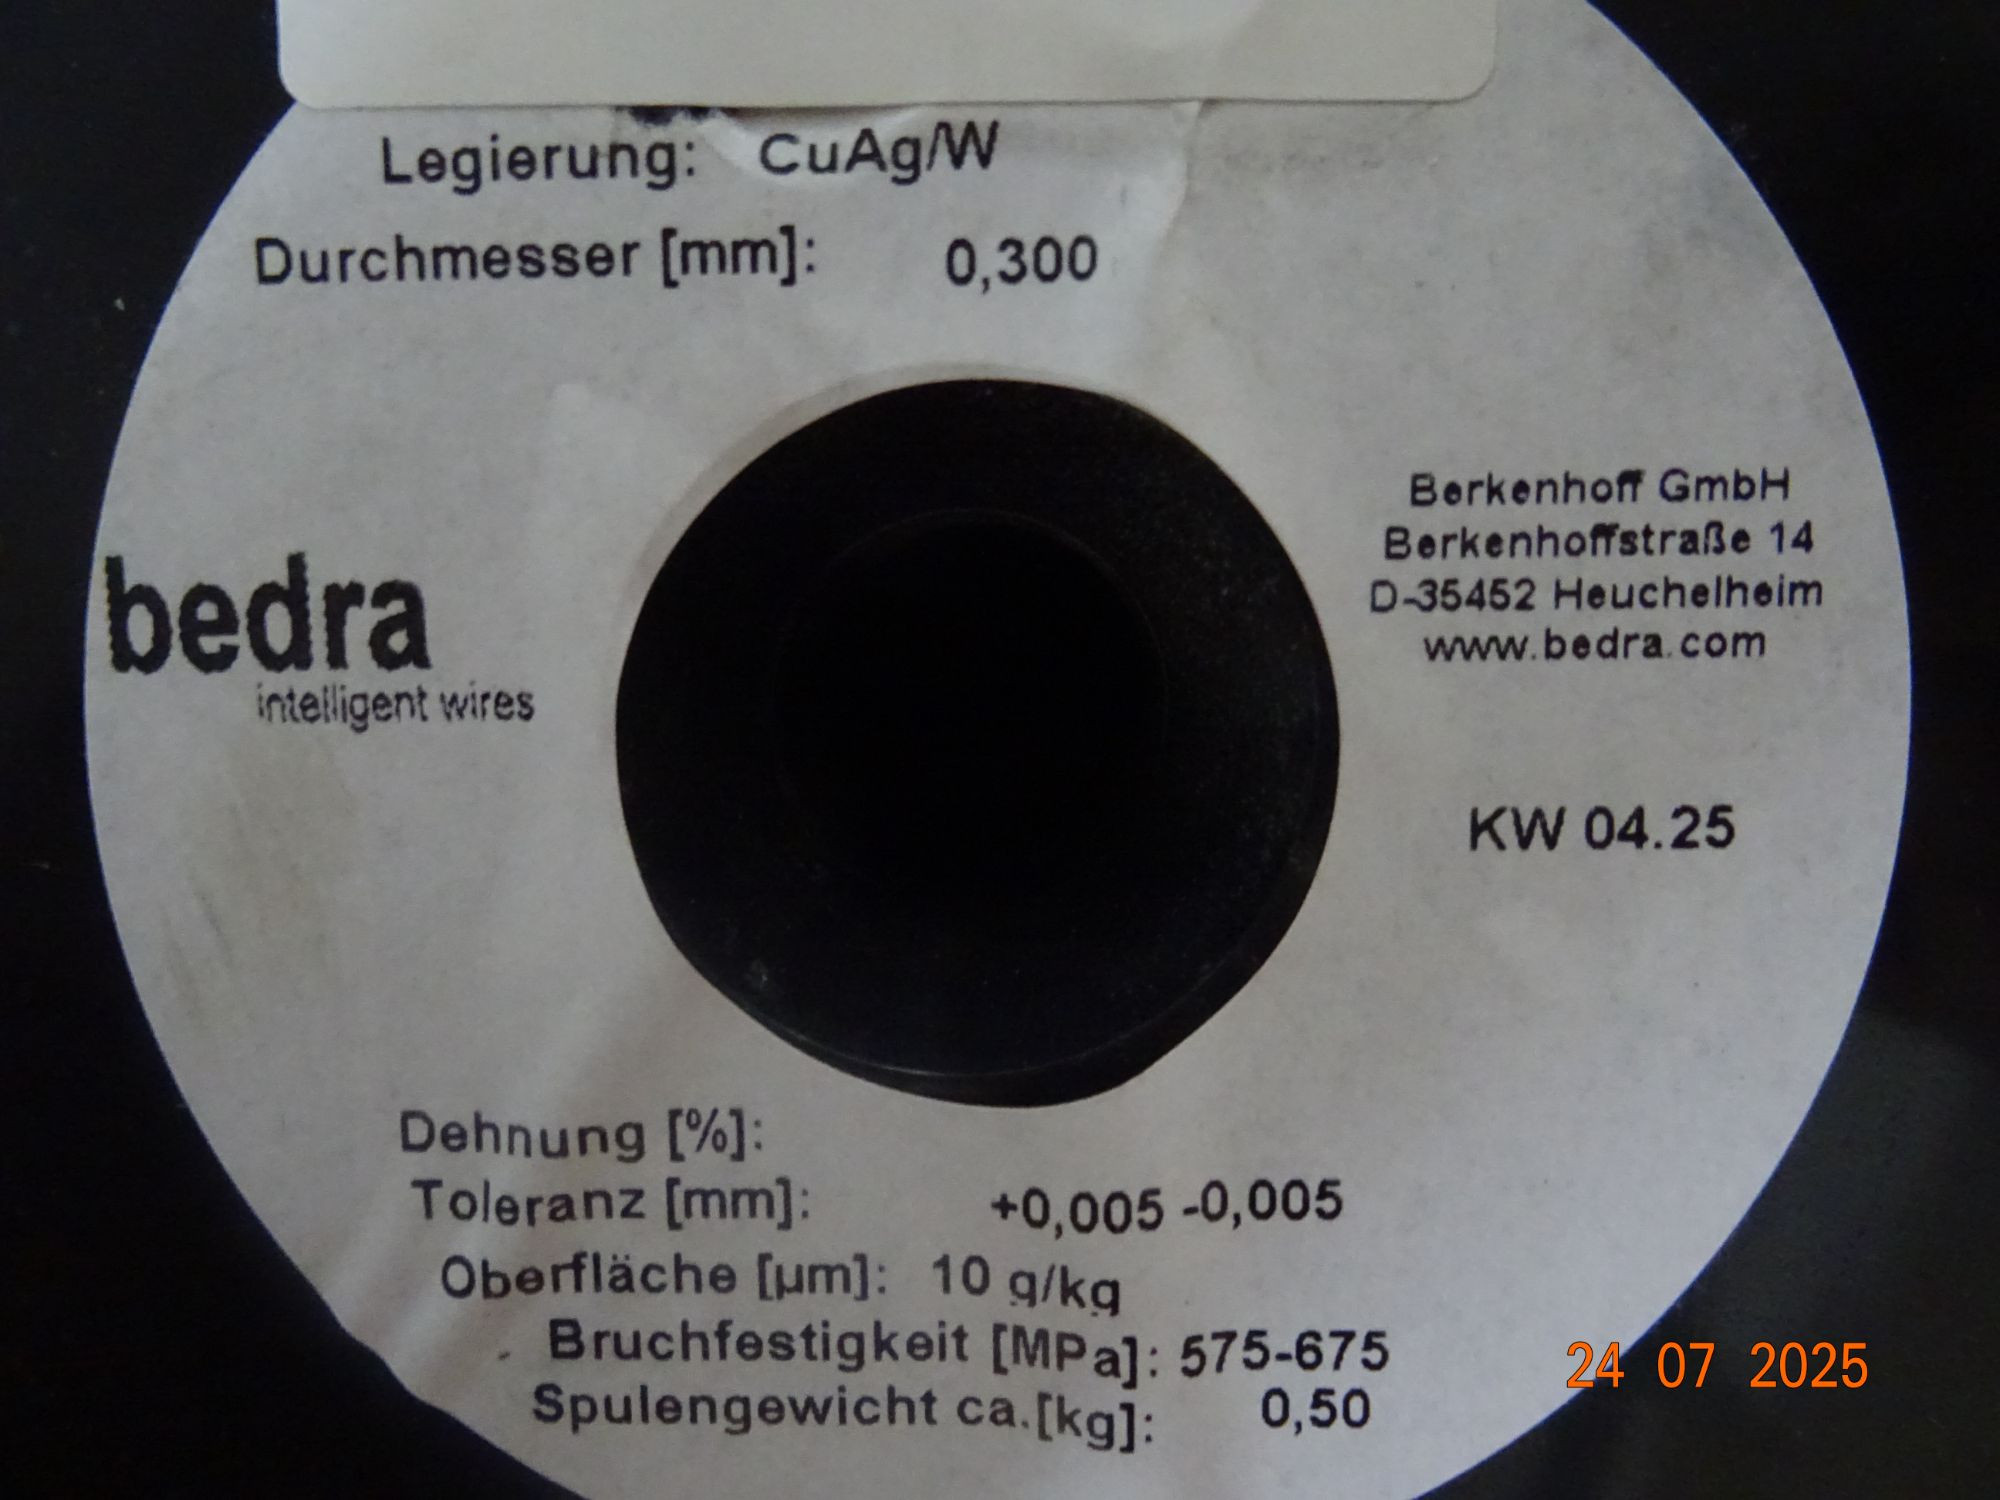 Legierung: CuAg/W
Durchmesser [mm]: 0,300
bedra
intelligent wires
Berkenhoff GmbH
Berkenhoffstraße 14
D-35452 Heuchelheim
www.bedra.com
KW 04.25
Dehnung [%]:
Toleranz [mm]: +0,005 -0,005
Oberfläche [µm]: 10 g/kg
Bruchfestigkeit [MPa]: 575-675
Spulengewicht ca.[kg]: 0,50
24 07 2025